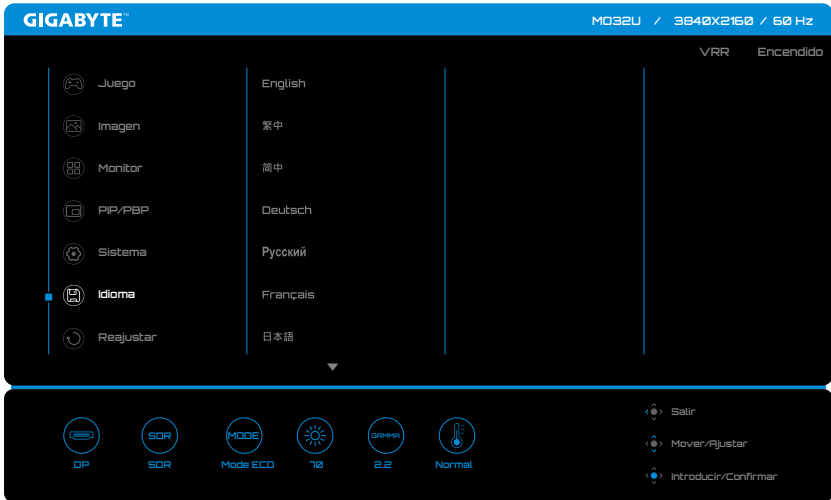 GIGABYTE™
MD32U / 3840X2160 / 60 Hz
VRR Encendido
Juego English
Imagen 繁中
Monitor 简中
PIP/PBP Deutsch
Sistema Русский
Idioma Français
Reajustar 日本語
Salir
SDR MODE GAMMA
Mover/Ajustar
DP SDR Mode ECO 70 2.2 Normal
Introducir/Confirmar